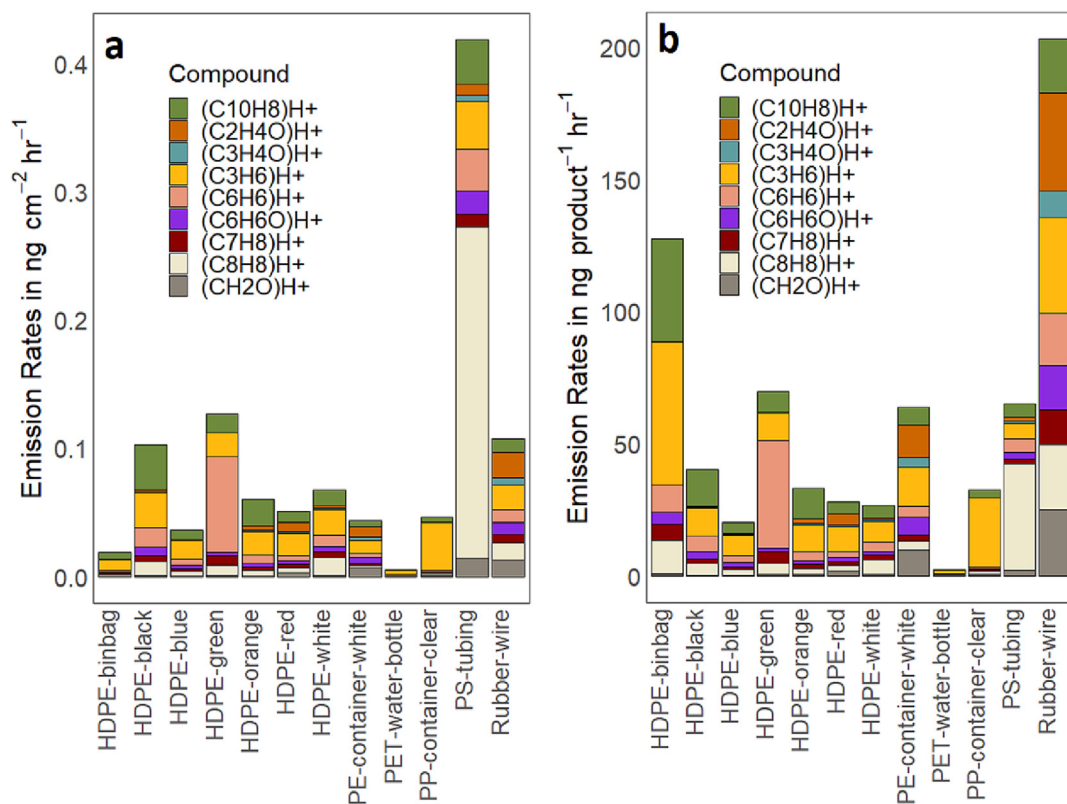 a
Emission Rates in ng cm⁻² hr⁻¹
0.4
0.3
0.2
0.1
0.0
Compound
(C10H8)H+
(C2H4O)H+
(C3H4O)H+
(C3H6)H+
(C6H6)H+
(C6H6O)H+
(C7H8)H+
(C8H8)H+
(CH2O)H+
HDPE-binbag
HDPE-black
HDPE-blue
HDPE-green
HDPE-orange
HDPE-red
HDPE-white
PE-container-white
PET-water-bottle
PP-container-clear
PS-tubing
Rubber-wire
b
Emission Rates in ng product⁻¹ hr⁻¹
200
150
100
50
0
Compound
(C10H8)H+
(C2H4O)H+
(C3H4O)H+
(C3H6)H+
(C6H6)H+
(C6H6O)H+
(C7H8)H+
(C8H8)H+
(CH2O)H+
HDPE-binbag
HDPE-black
HDPE-blue
HDPE-green
HDPE-orange
HDPE-red
HDPE-white
PE-container-white
PET-water-bottle
PP-container-clear
PS-tubing
Rubber-wire